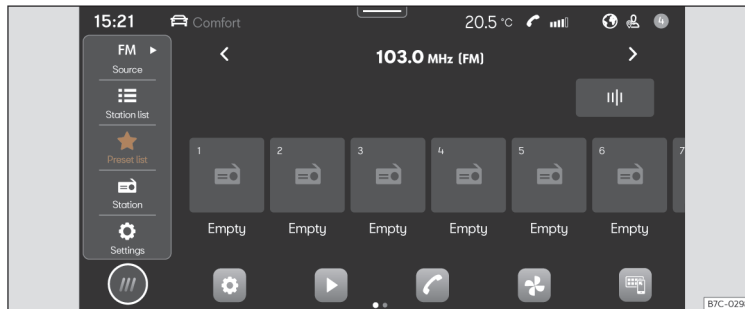 15:21 Comfort 20.5 °C 4
FM
Source
103.0 MHz (FM)
Station list
Preset list
1 2 3 4 5 6 7
Station
Empty Empty Empty Empty Empty Empty
Settings
B7C-0298